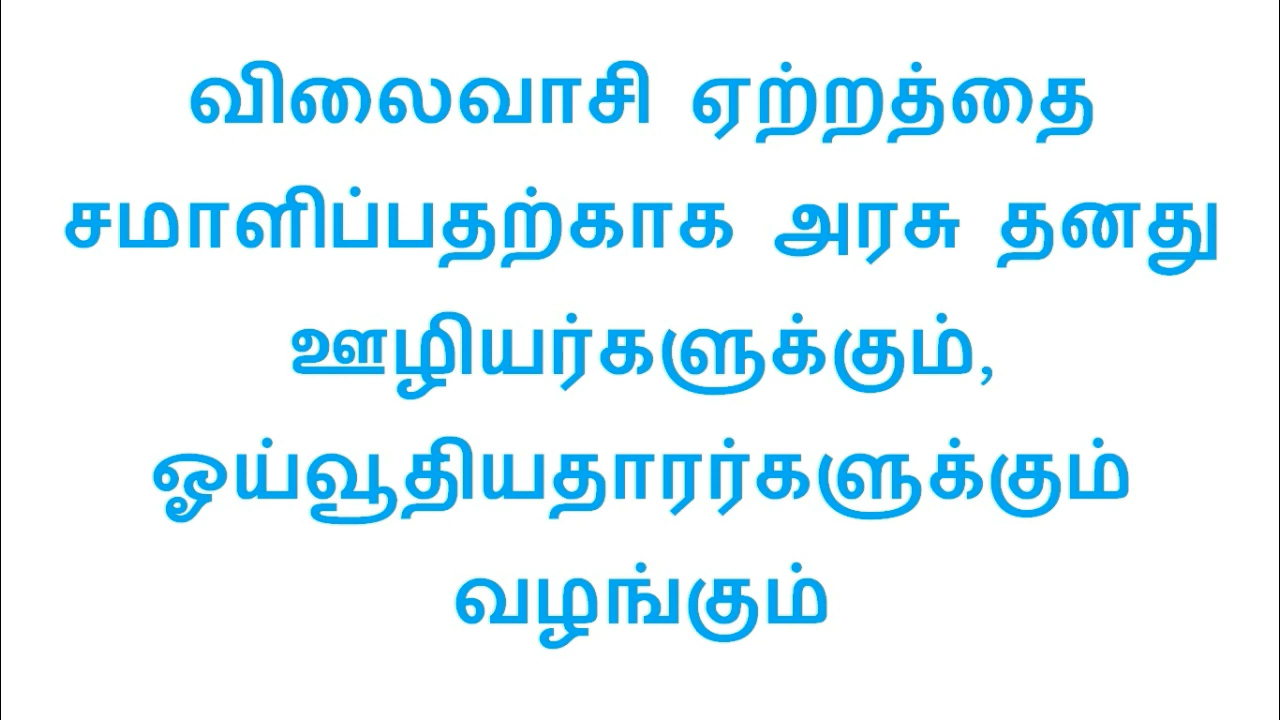 விலைவாசி ஏற்றத்தை
சமாளிப்பதற்காக அரசு தனது
ஊழியர்களுக்கும்,
ஓய்வூதியதாரர்களுக்கும்
வழங்கும்